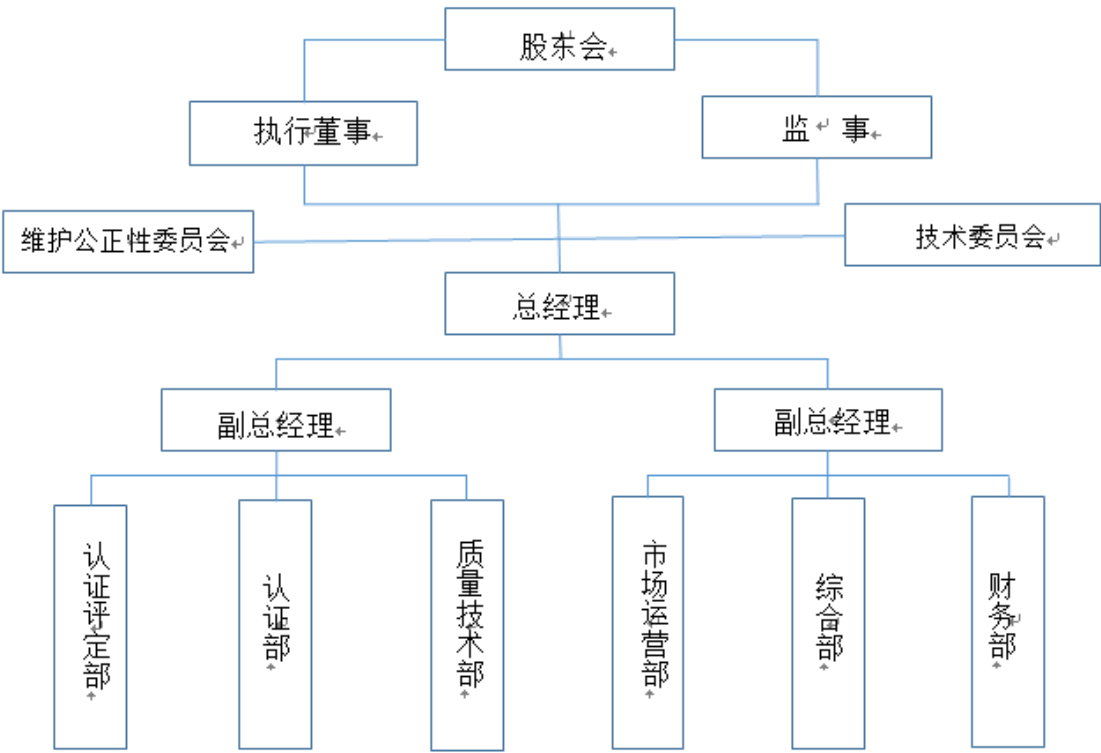 股东会
执行董事
监 事
维护公正性委员会
技术委员会
总经理
副总经理
副总经理
认证评定部
认证部
质量技术部
市场运营部
综合部
财务部